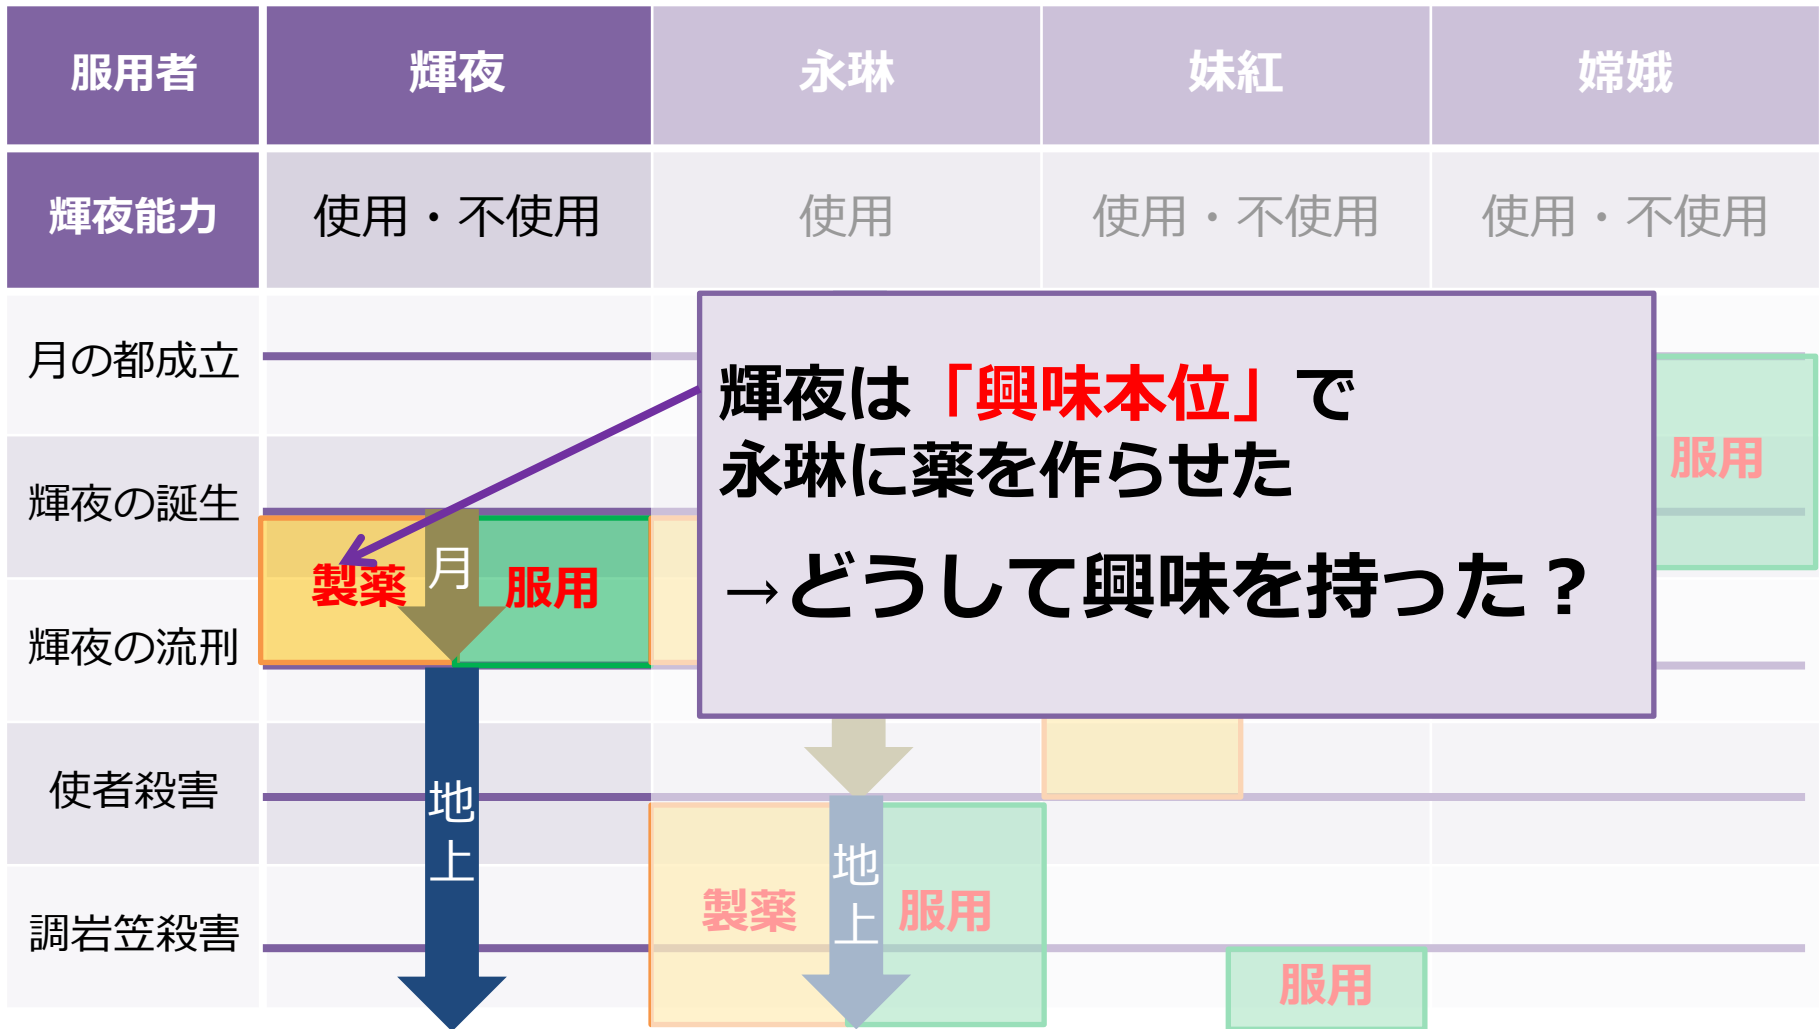 服用者
輝夜
永琳
妹紅
嫦娥
輝夜能力
使用・不使用
使用
使用・不使用
使用・不使用
月の都成立
輝夜の誕生
輝夜の流刑
使者殺害
調岩笠殺害
製薬
月
服用
地上
輝夜は「興味本位」で
永琳に薬を作らせた
→どうして興味を持った？
服用
製薬
地上
服用
服用